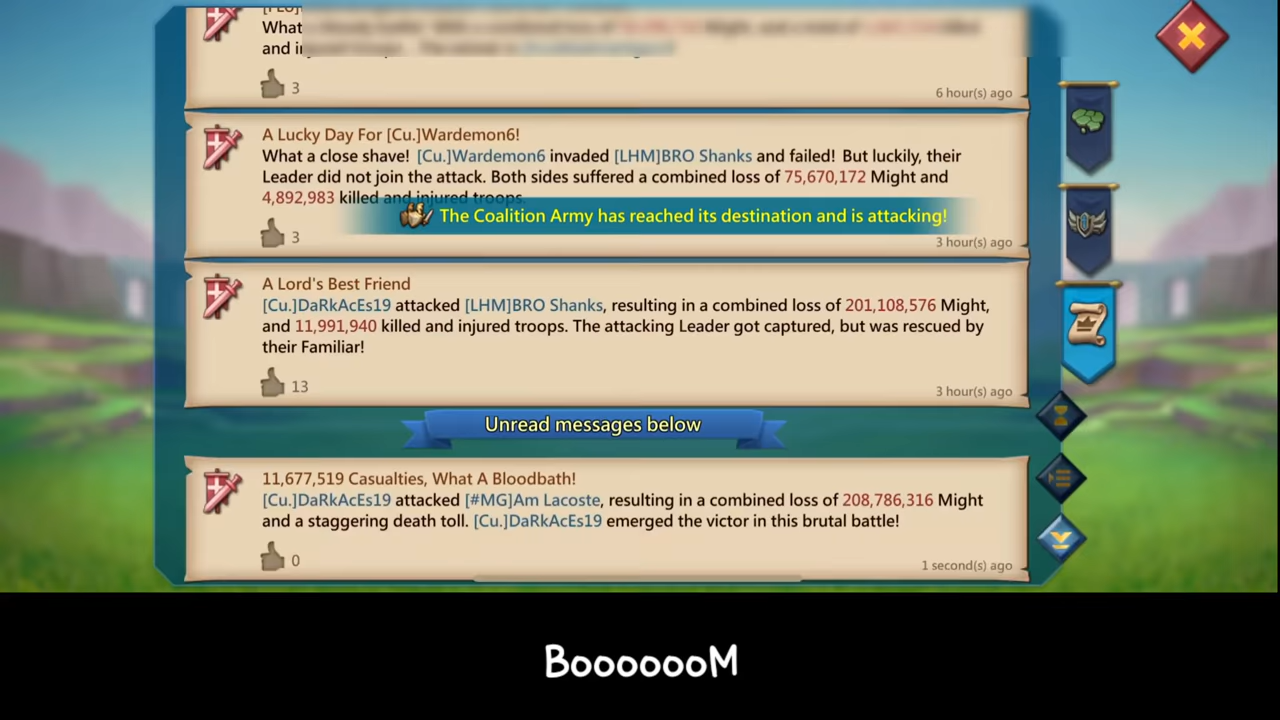 What
and
3
6 hour(s) ago
A Lucky Day For [Cu.]Wardemon6!
What a close shave! [Cu.]Wardemon6 invaded [LHM]BRO Shanks and failed! But luckily, their
Leader did not join the attack. Both sides suffered a combined loss of 75,670,172 Might and
4,892,983 killed and injured troops.
The Coalition Army has reached its destination and is attacking!
3
3 hour(s) ago
A Lord's Best Friend
[Cu.]DaRkAcEs19 attacked [LHM]BRO Shanks, resulting in a combined loss of 201,108,576 Might,
and 11,991,940 killed and injured troops. The attacking Leader got captured, but was rescued by
their Familiar!
13
3 hour(s) ago
Unread messages below
11,677,519 Casualties, What A Bloodbath!
[Cu.]DaRkAcEs19 attacked [#MG]Am Lacoste, resulting in a combined loss of 208,786,316 Might
and a staggering death toll. [Cu.]DaRkAcEs19 emerged the victor in this brutal battle!
0
1 second(s) ago
BooooooM